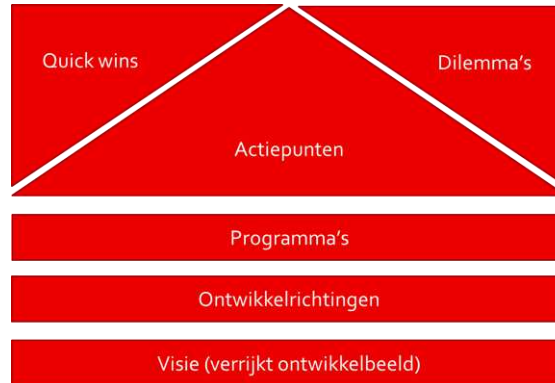 Quick wins
Dilemma’s
Actiepunten
Programma’s
Ontwikkelrichtingen
Visie (verrijkt ontwikkelbeeld)